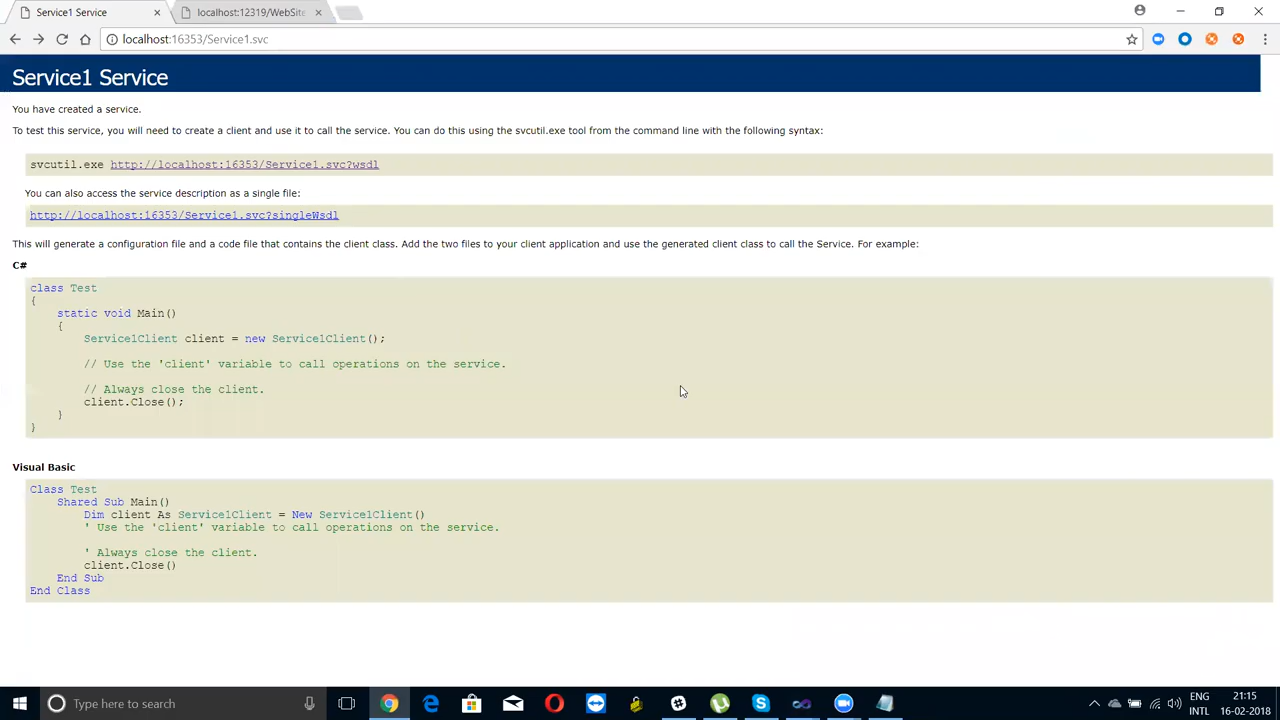 Service1 Service
localhost:12319/WebSite
localhost:16353/Service1.svc
Service1 Service
You have created a service.
To test this service, you will need to create a client and use it to call the service. You can do this using the svcutil.exe tool from the command line with the following syntax:
svcutil.exe http://localhost:16353/Service1.svc?wsdl
You can also access the service description as a single file:
http://localhost:16353/Service1.svc?singleWsdl
This will generate a configuration file and a code file that contains the client class. Add the two files to your client application and use the generated client class to call the Service. For example:
C#
class Test
{
static void Main()
{
Service1Client client = new Service1Client();
// Use the 'client' variable to call operations on the service.
// Always close the client.
client.Close();
}
}
Visual Basic
Class Test
Shared Sub Main()
Dim client As Service1Client = New Service1Client()
' Use the 'client' variable to call operations on the service.
' Always close the client.
client.Close()
End Sub
End Class
Type here to search
ENG
INTL
21:15
16-02-2018